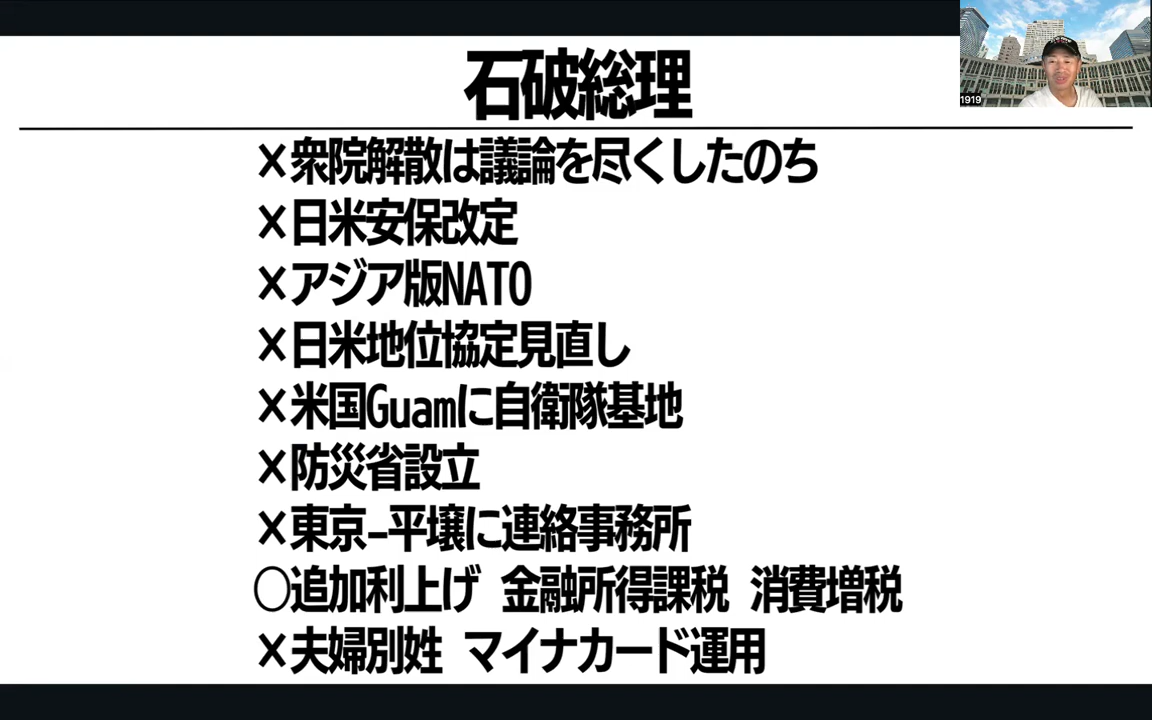 石破総理
1919
×衆院解散は議論を尽くしたのち
×日米安保改定
×アジア版NATO
×日米地位協定見直し
×米国Guamに自衛隊基地
×防災省設立
×東京-平壌に連絡事務所
○追加利上げ 金融所得課税 消費増税
×夫婦別姓 マイナカード運用